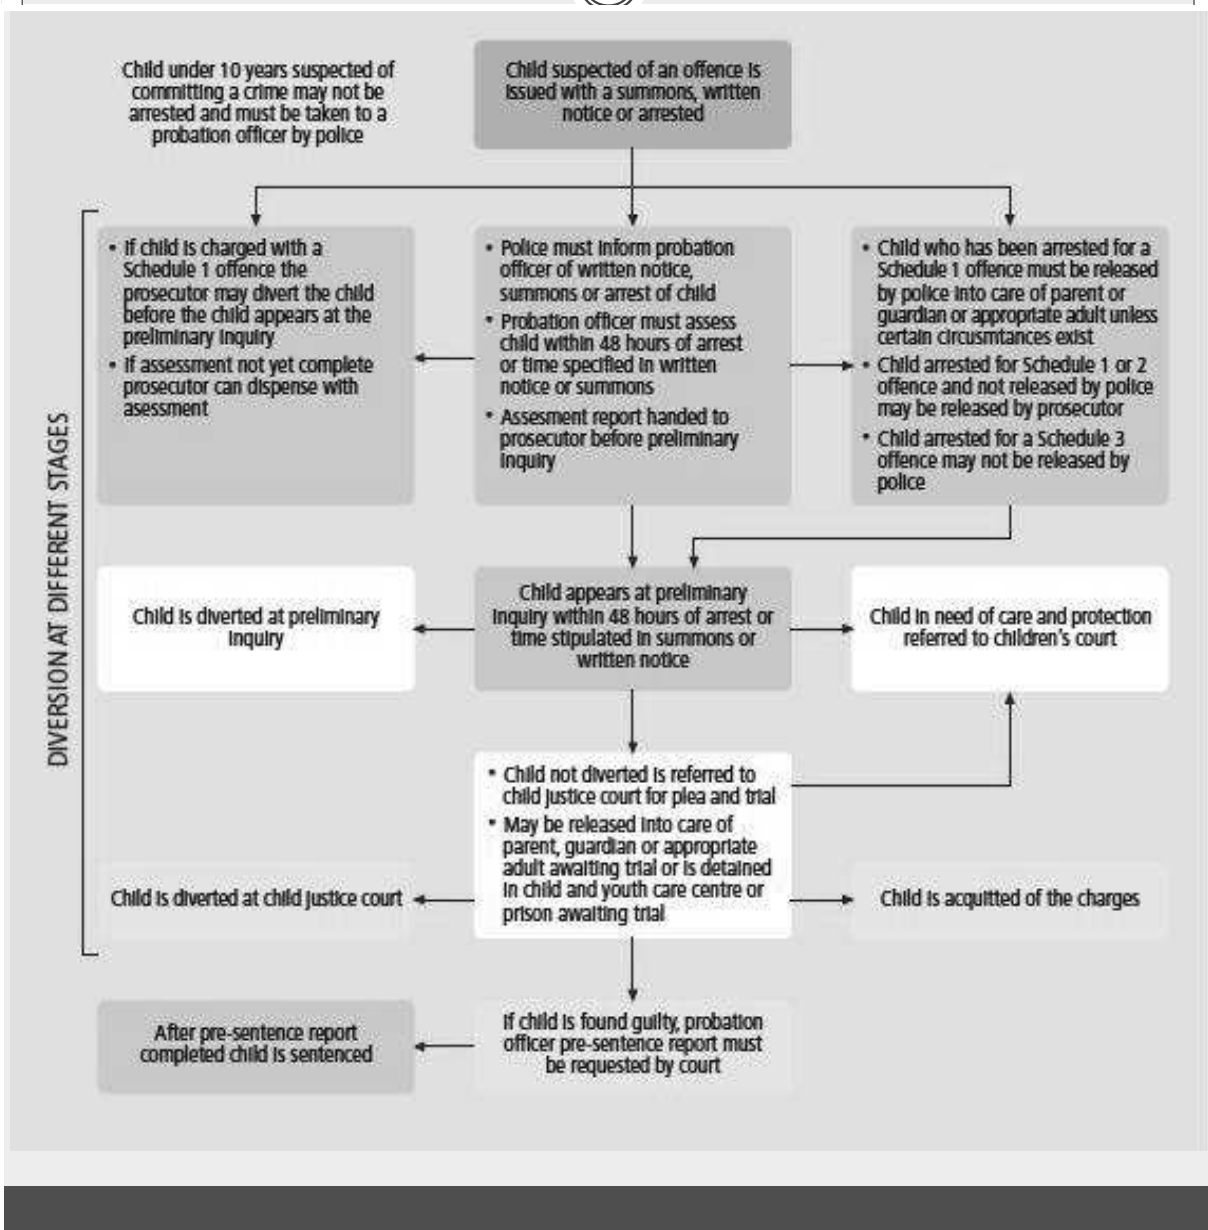 Child under 10 years suspected of
committing a crime may not be
arrested and must be taken to a
probation officer by police
Child suspected of an offence is
issued with a summons, written
notice or arrested
DIVERSION AT DIFFERENT STAGES
• If child is charged with a
Schedule 1 offence the
prosecutor may divert the child
before the child appears at the
preliminary inquiry
• If assessment not yet complete
prosecutor can dispense with
asessment
• Police must inform probation
officer of written notice,
summons or arrest of child
• Probation officer must assess
child within 48 hours of arrest
or time specified in written
notice or summons
• Assesment report handed to
prosecutor before preliminary
inquiry
• Child who has been arrested for a
Schedule 1 offence must be released
by police into care of parent or
guardian or appropriate adult unless
certain circusmtances exist
• Child arrested for Schedule 1 or 2
offence and not released by police
may be released by prosecutor
• Child arrested for a Schedule 3
offence may not be released by
police
Child is diverted at preliminary
inquiry
Child appears at preliminary
inquiry within 48 hours of arrest or
time stipulated in summons or
written notice
Child in need of care and protection
referred to children's court
• Child not diverted is referred to
child justice court for plea and trial
• May be released into care of
parent, guardian or appropriate
adult awaiting trial or is detained
in child and youth care centre or
prison awaiting trial
Child is diverted at child justice court
Child is acquitted of the charges
After pre-sentence report
completed child is sentenced
If child is found guilty, probation
officer pre-sentence report must
be requested by court